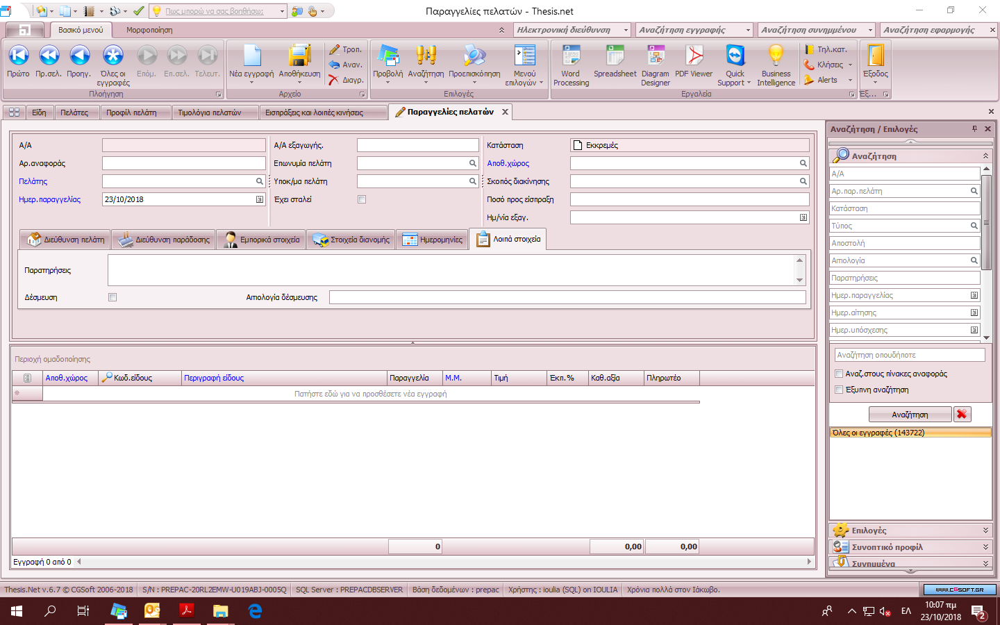 Πως μπορώ να σας βοηθήσω;
Παραγγελίες πελατών - Thesis.net
Βασικό μενού
Μορφοποίηση
Ηλεκτρονική διεύθυνση
Αναζήτηση εγγραφής
Αναζήτηση συνημμένου
Αναζήτηση εφαρμογής
Πρώτο
Πρ.σελ.
Προηγ.
Όλες οι εγγραφές
Επόμ.
Επ.σελ.
Τελευτ.
Πλοήγηση
Νέα εγγραφή
Αποθήκευση
Τροπ.
Αναν.
Διαγρ.
Αρχείο
Προβολή
Αναζήτηση
Προεπισκόπηση
Μενού επιλογών
Επιλογές
Word Processing
Spreadsheet
Diagram Designer
PDF Viewer
Quick Support
Business Intelligence
Τηλ.κατ.
Κλήσεις
Alerts
Εργαλεία
Έξοδος
Έξ...
Είδη
Πελάτες
Προφίλ πελάτη
Τιμολόγια πελατών
Εισπράξεις και λοιπές κινήσεις
Παραγγελίες πελατών
Α/Α
Α/Α εξαγωγής.
Κατάσταση
Εκκρεμές
Αρ.αναφοράς
Επωνυμία πελάτη
Αποθ.χώρος
Πελάτης
Υποκ/μα πελάτη
Σκοπός διακίνησης
Ημερ.παραγγελίας
23/10/2018
Έχει σταλεί
Ποσό προς είσπραξη
Ημ/νία εξαγ.
Διεύθυνση πελάτη
Διεύθυνση παράδοσης
Εμπορικά στοιχεία
Στοιχεία διανομής
Ημερομηνίες
Λοιπά στοιχεία
Παρατηρήσεις
Δέσμευση
Αιτιολογία δέσμευσης
Περιοχή ομαδοποίησης
Αποθ.χώρος
Κωδ.είδους
Περιγραφή είδους
Παραγγελία
Μ.Μ.
Τιμή
Έκπ.%
Καθ.αξία
Πληρωτέο
Πατήστε εδώ για να προσθέσετε νέα εγγραφή
0
0,00
0,00
Εγγραφή 0 από 0
Αναζήτηση / Επιλογές
Αναζήτηση
Α/Α
Αρ.παρ.πελάτη
Κατάσταση
Τύπος
Αποστολή
Αιτιολογία
Παρατηρήσεις
Ημερ.παραγγελίας
Ημερ.αίτησης
Ημερ.υπόσχεσης
Αναζήτηση οπουδήποτε
Αναζ.στους πίνακες αναφοράς
Έξυπνη αναζήτηση
Αναζήτηση
Όλες οι εγγραφές (143722)
Επιλογές
Συνοπτικό προφίλ
Συνημμένα
Thesis.Net v.6.7 © CGSoft 2006-2018
S/N : PREPAC-20RL2EMW-U019ABJ-0005Q
SQL Server : PREPACDBSERVER
Βάση δεδομένων : prepac
Χρήστης : ioulia (SQL) on IOULIA
Χρόνια πολλά στον Ιάκωβο.
WWW.CGSOFT.GR
ΕΛ
10:07 πμ
23/10/2018
2